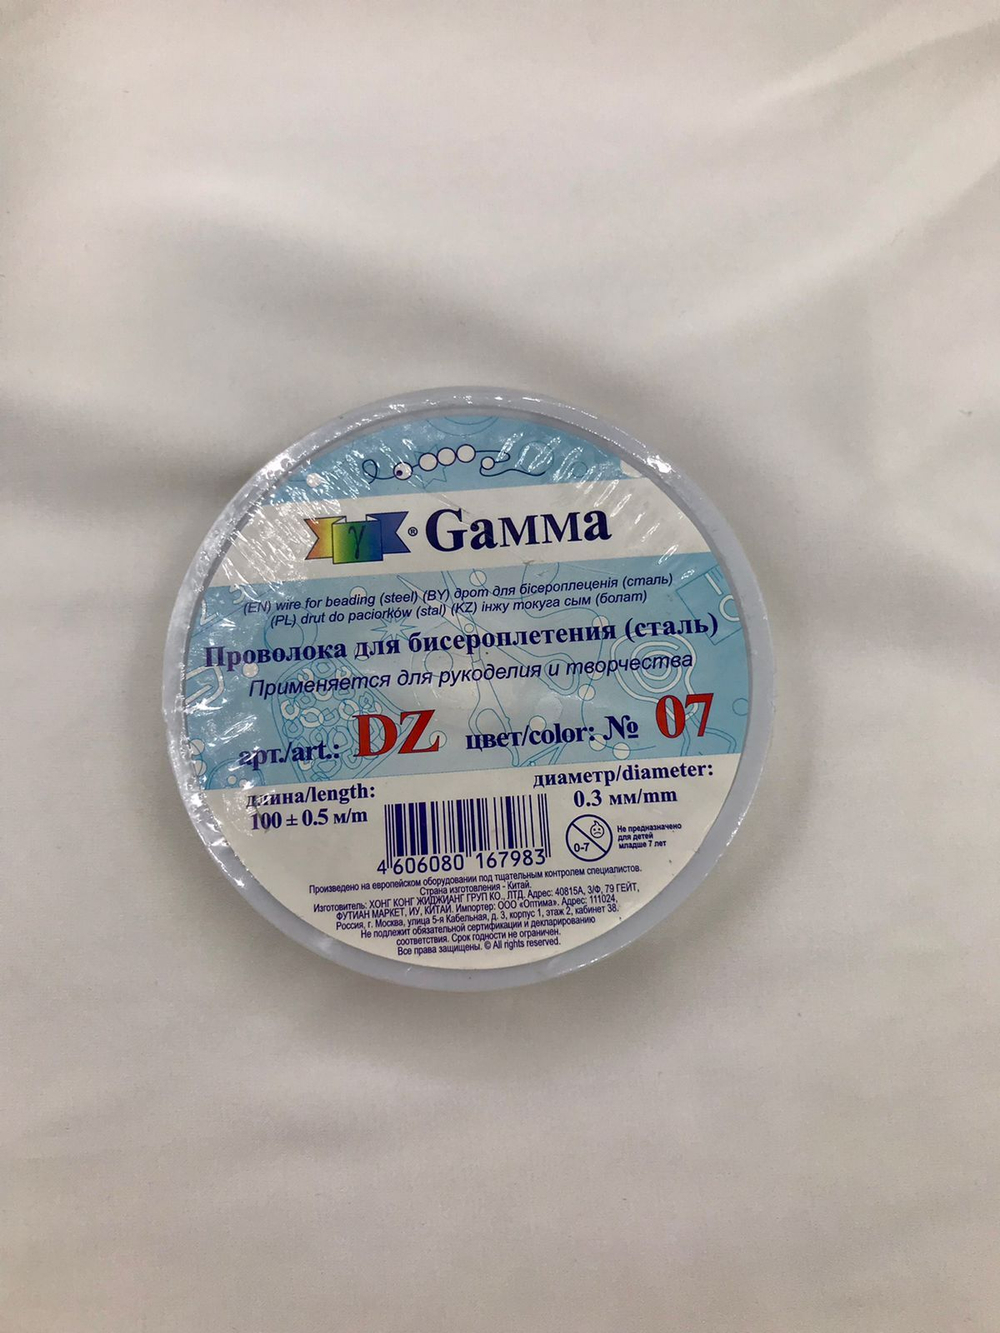 γ ® Gамма
(EN) wire for beading (steel) (BY) дрот для бісероплеценія (сталь)
(PL) drut do paciorków (stal) (KZ) інжу токуга сым (болат)
Проволока для бисероплетения (сталь)
Применяется для рукоделия и творчества
арт./art.: DZ цвет/color: № 07
длина/length:
100 ± 0.5 м/m
диаметр/diameter:
0.3 мм/mm
4 606080 167983
0-7
Не предназначено
для детей
младше 7 лет
Произведено на европейском оборудовании под тщательным контролем специалистов.
Страна изготовления - Китай.
Изготовитель: ХОНГ КОНГ ЖИДЖИАНГ ГРУП КО., ЛТД. Адрес: 40815А, 3/Ф, 79 ГЕЙТ,
ФУТИАН МАРКЕТ, ИУ, КИТАЙ. Импортер: ООО «Оптима». Адрес: 111024,
Россия, г. Москва, улица 5-я Кабельная, д. 3, корпус 1, этаж 2, кабинет 38.
Не подлежит обязательной сертификации и декларированию
соответствия. Срок годности не ограничен.
Все права защищены. © All rights reserved.